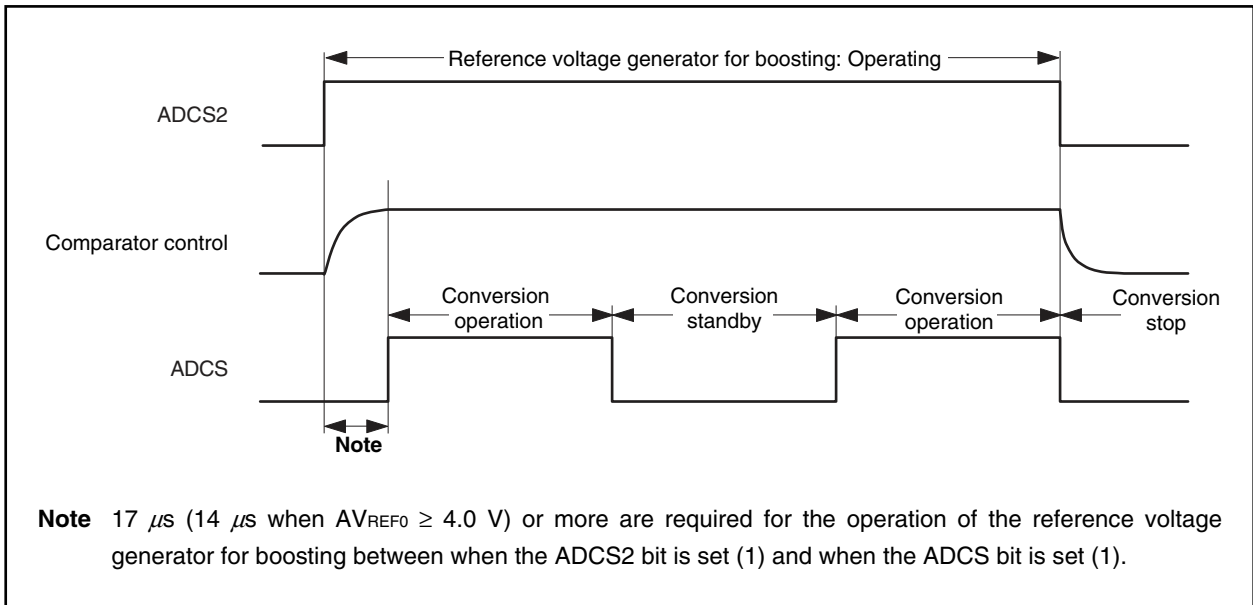 Reference voltage generator for boosting: Operating
ADCS2
Comparator control
Conversion
operation
Conversion
standby
Conversion
operation
Conversion
stop
ADCS
Note
Note 17 μs (14 μs when AVREF0 ≥ 4.0 V) or more are required for the operation of the reference voltage
generator for boosting between when the ADCS2 bit is set (1) and when the ADCS bit is set (1).